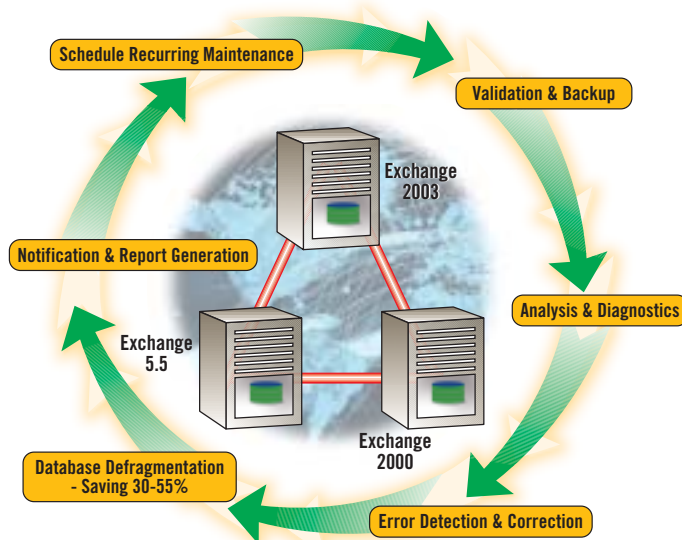 Schedule Recurring Maintenance
Validation & Backup
Exchange
2003
Notification & Report Generation
Analysis & Diagnostics
Exchange
5.5
Exchange
2000
Database Defragmentation
- Saving 30-55%
Error Detection & Correction